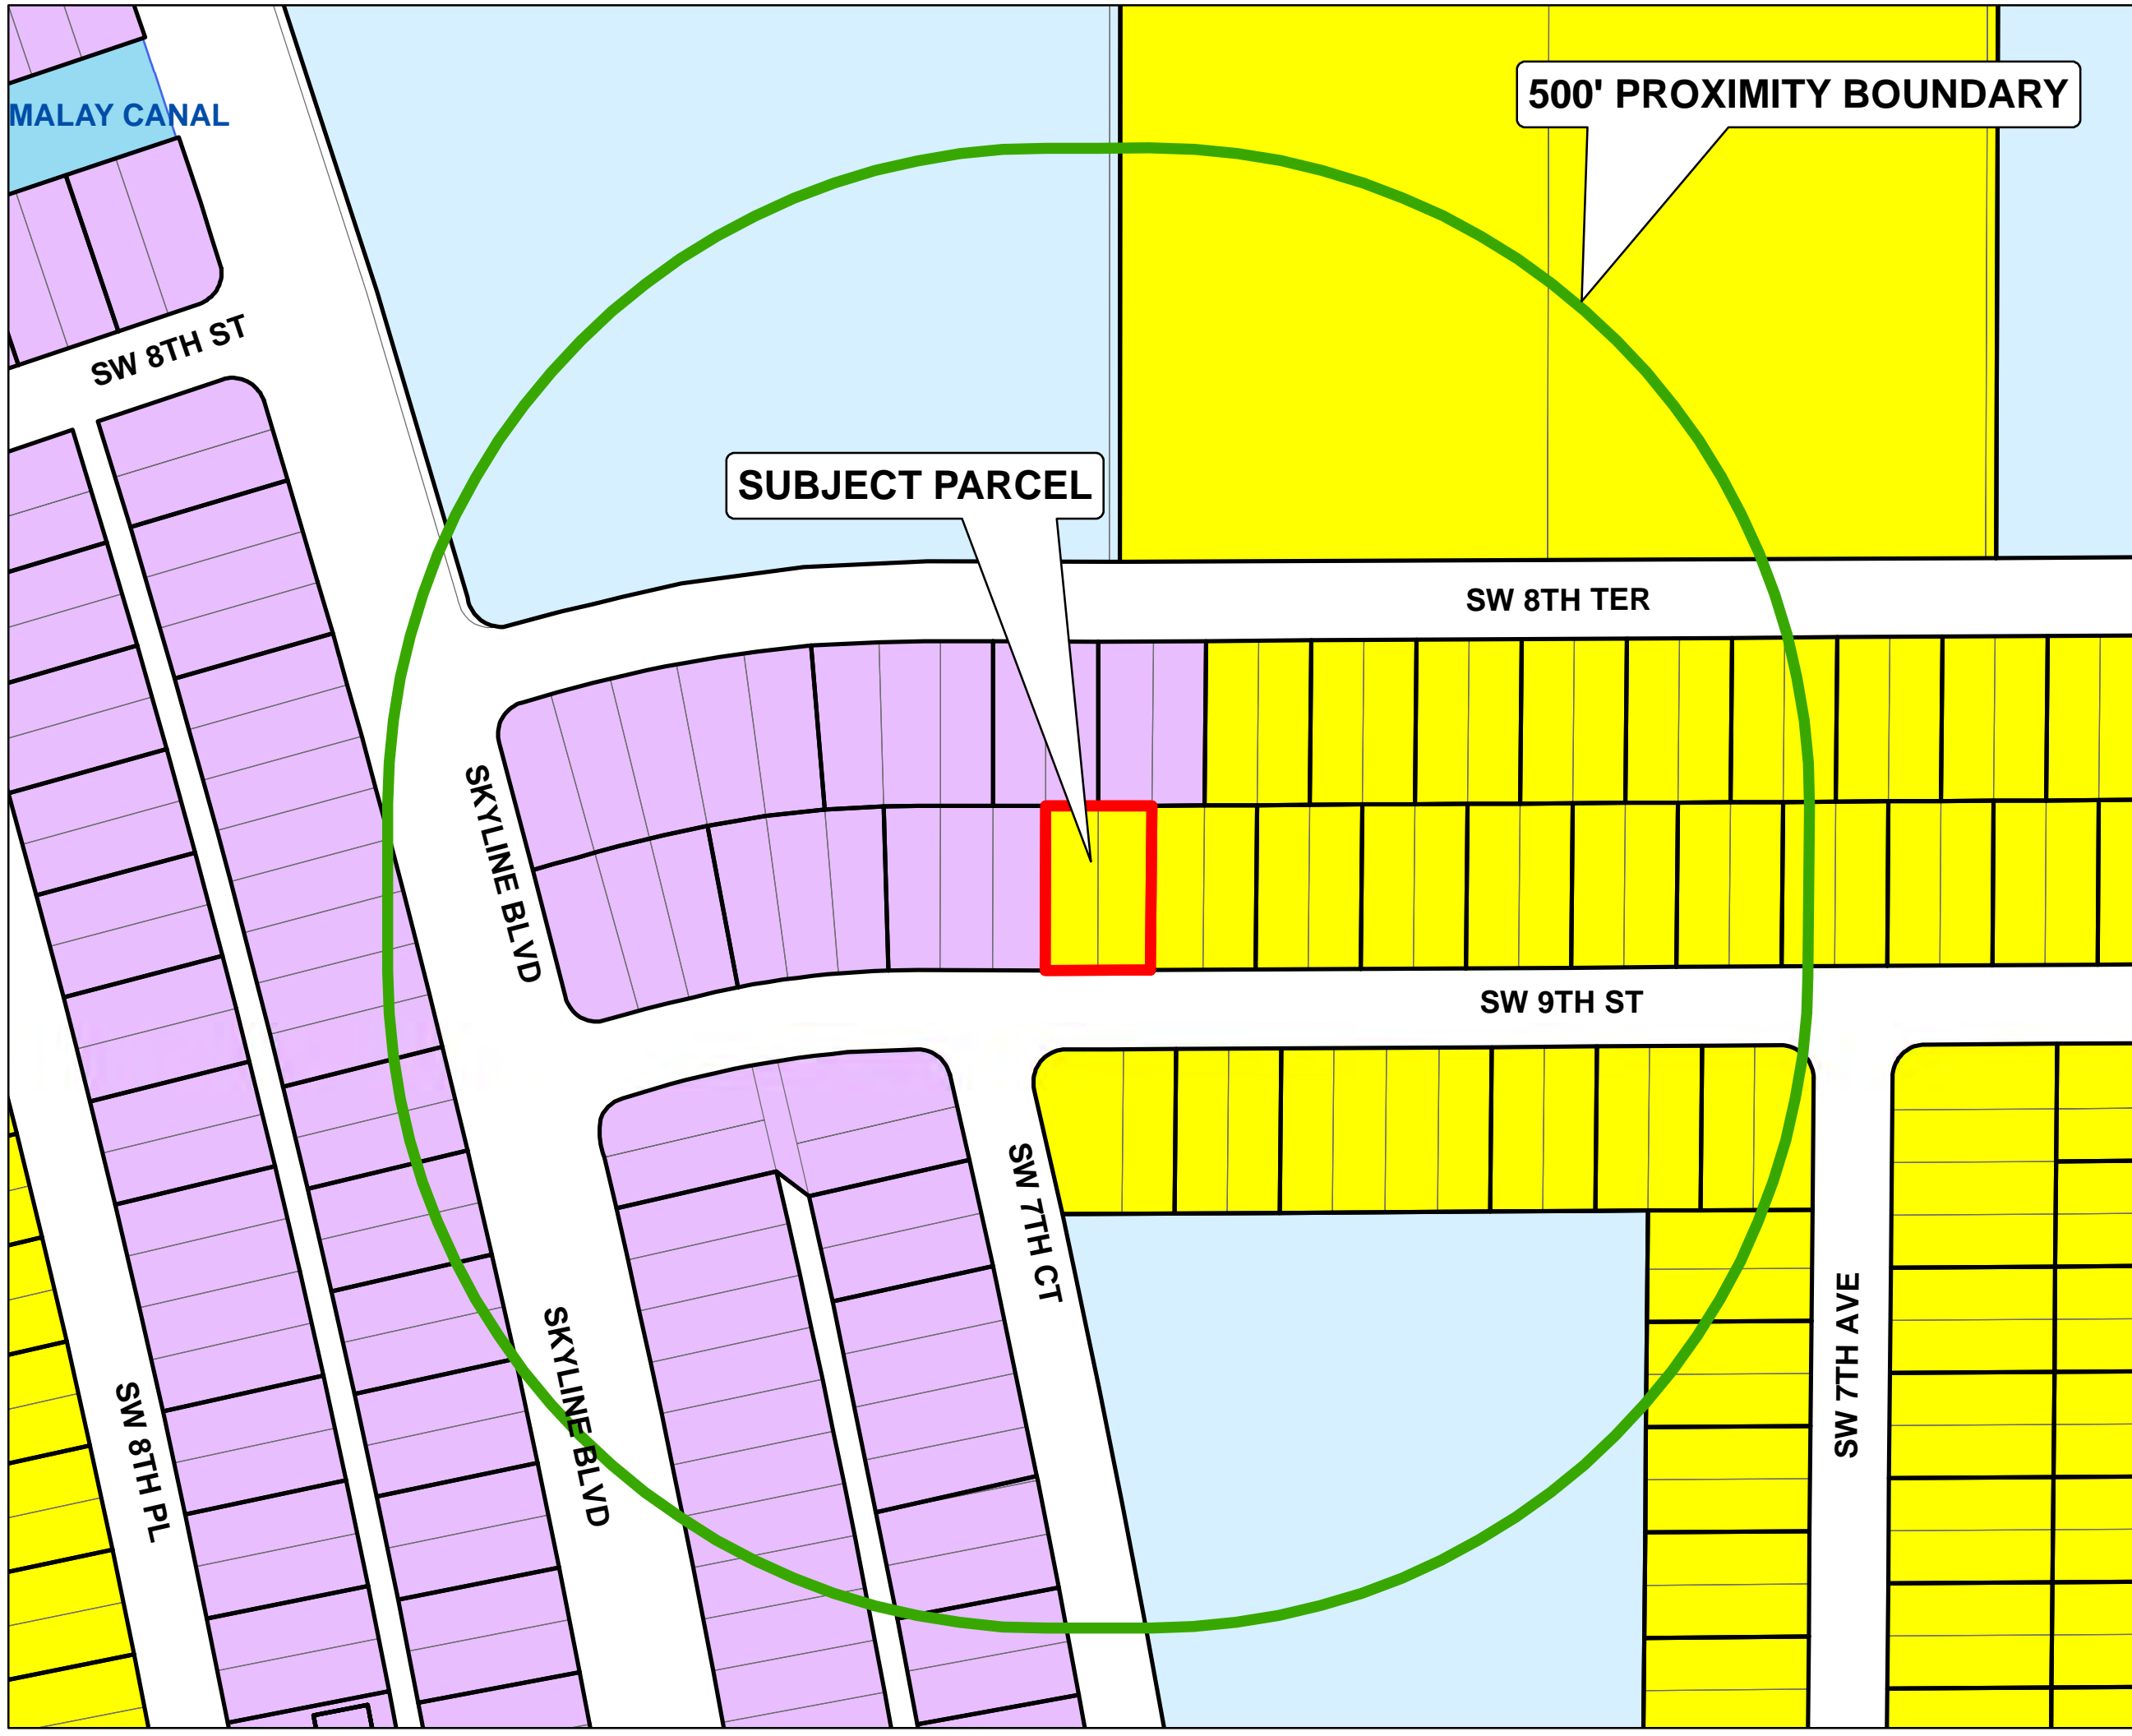 500' PROXIMITY BOUNDARY
MALAY CANAL
SW 8TH ST
SUBJECT PARCEL
SW 8TH TER
SKYLINE BLVD
SW 9TH ST
SW 7TH CT
SW 7TH AVE
SKYLINE BLVD
SW 8TH PL